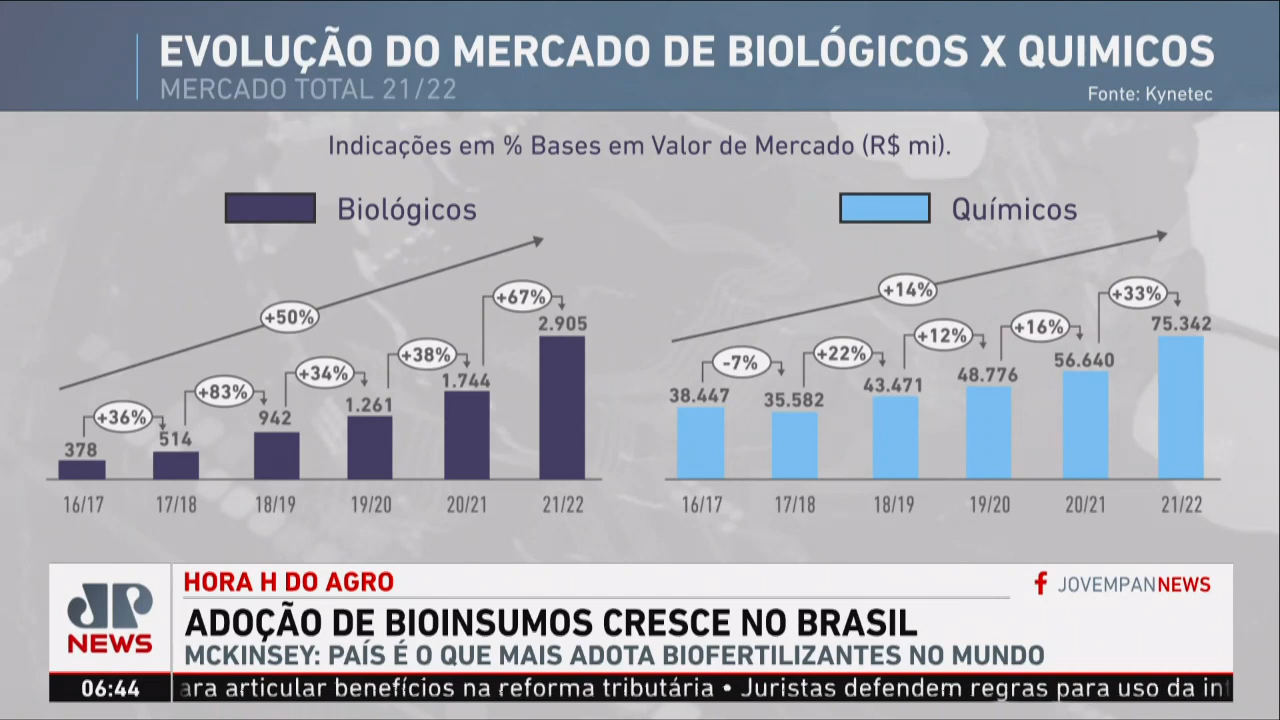 EVOLUÇÃO DO MERCADO DE BIOLÓGICOS X QUIMICOS
MERCADO TOTAL 21/22
Fonte: Kynetec
Indicações em % Bases em Valor de Mercado (R$ mi).
Biológicos
+50%
+36%
+83%
+34%
+38%
+67%
378
514
942
1.261
1.744
2.905
16/17
17/18
18/19
19/20
20/21
21/22
Químicos
+14%
-7%
+22%
+12%
+16%
+33%
38.447
35.582
43.471
48.776
56.640
75.342
16/17
17/18
18/19
19/20
20/21
21/22
JP
NEWS
HORA H DO AGRO
JOVEMPANNEWS
ADOÇÃO DE BIOINSUMOS CRESCE NO BRASIL
MCKINSEY: PAÍS É O QUE MAIS ADOTA BIOFERTILIZANTES NO MUNDO
06:44
ara articular benefícios na reforma tributária • Juristas defendem regras para uso da in